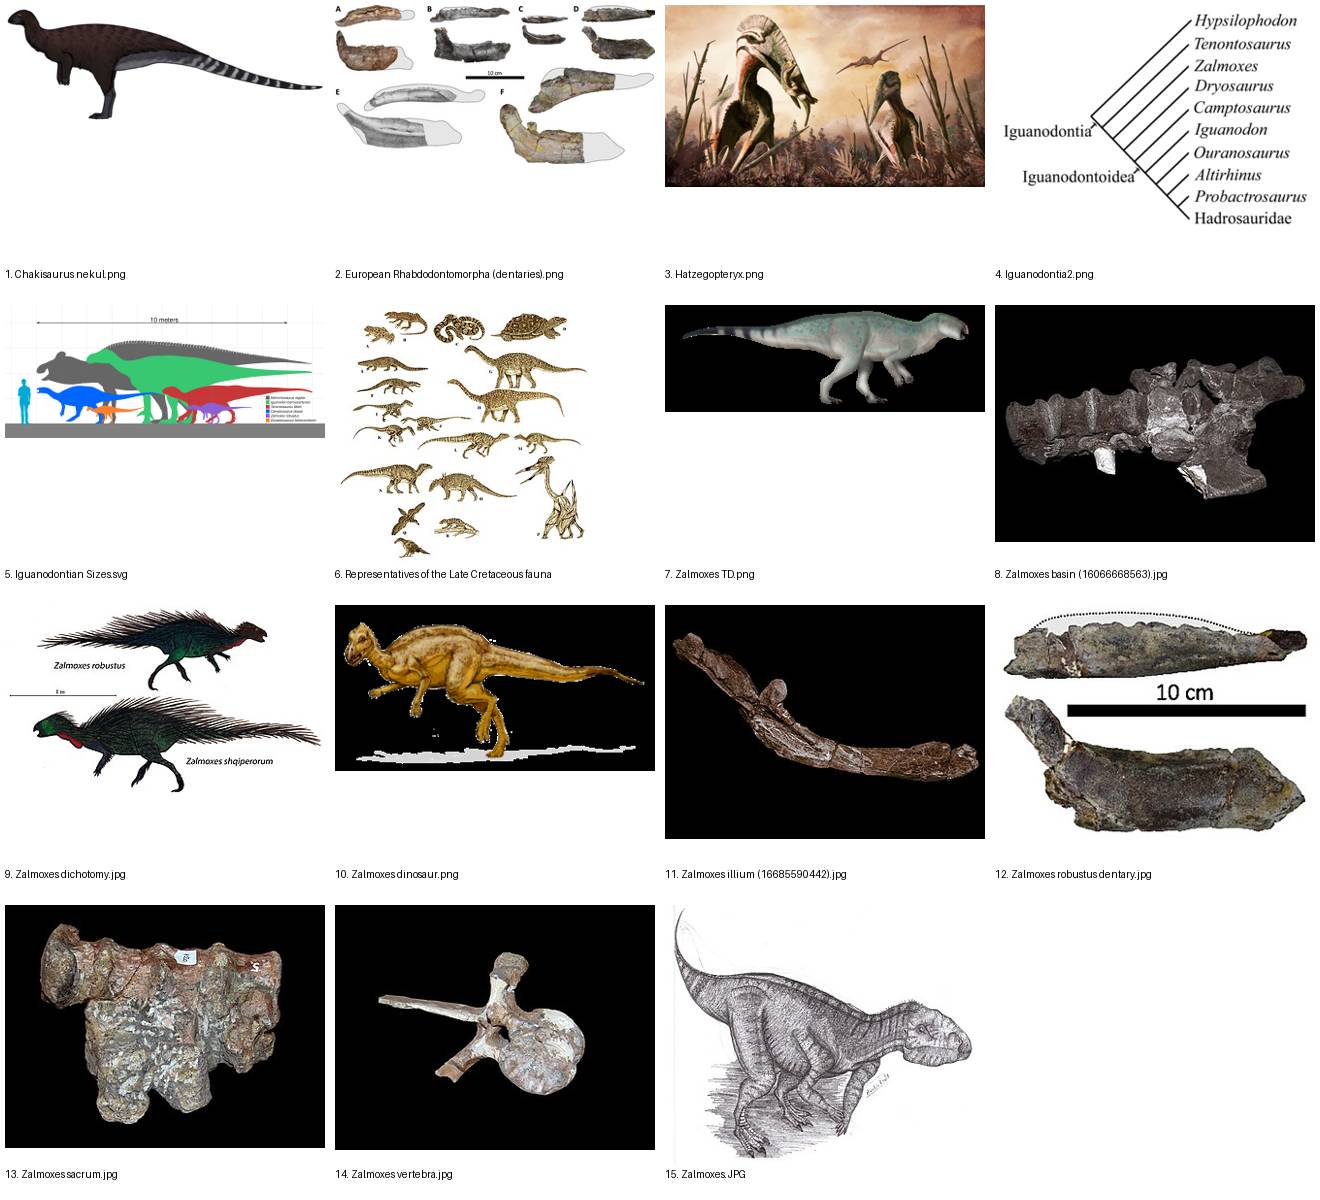 A B C D
10 cm
E F
Hypsilophodon
Tenontosaurus
Zalmoxes
Dryosaurus
Camptosaurus
Iguanodontia
Iguanodon
Ouranosaurus
Iguanodontoidea
Altirhinus
Probactrosaurus
Hadrosauridae
1. Chakisaurus nekul.png
2. European Rhabdodontomorpha (dentaries).png
3. Hatzegopteryx.png
4. Iguanodontia2.png
10 meters
5. Iguanodontian Sizes.svg
6. Representatives of the Late Cretaceous fauna
7. Zalmoxes TD.png
8. Zalmoxes basin (16066668563).jpg
Zalmoxes robustus
Zalmoxes shqiperorum
10 cm
9. Zalmoxes dichotomy.jpg
10. Zalmoxes dinosaur.png
11. Zalmoxes illium (16685590442).jpg
12. Zalmoxes robustus dentary.jpg
13. Zalmoxes sacrum.jpg
14. Zalmoxes vertebra.jpg
15. Zalmoxes.JPG